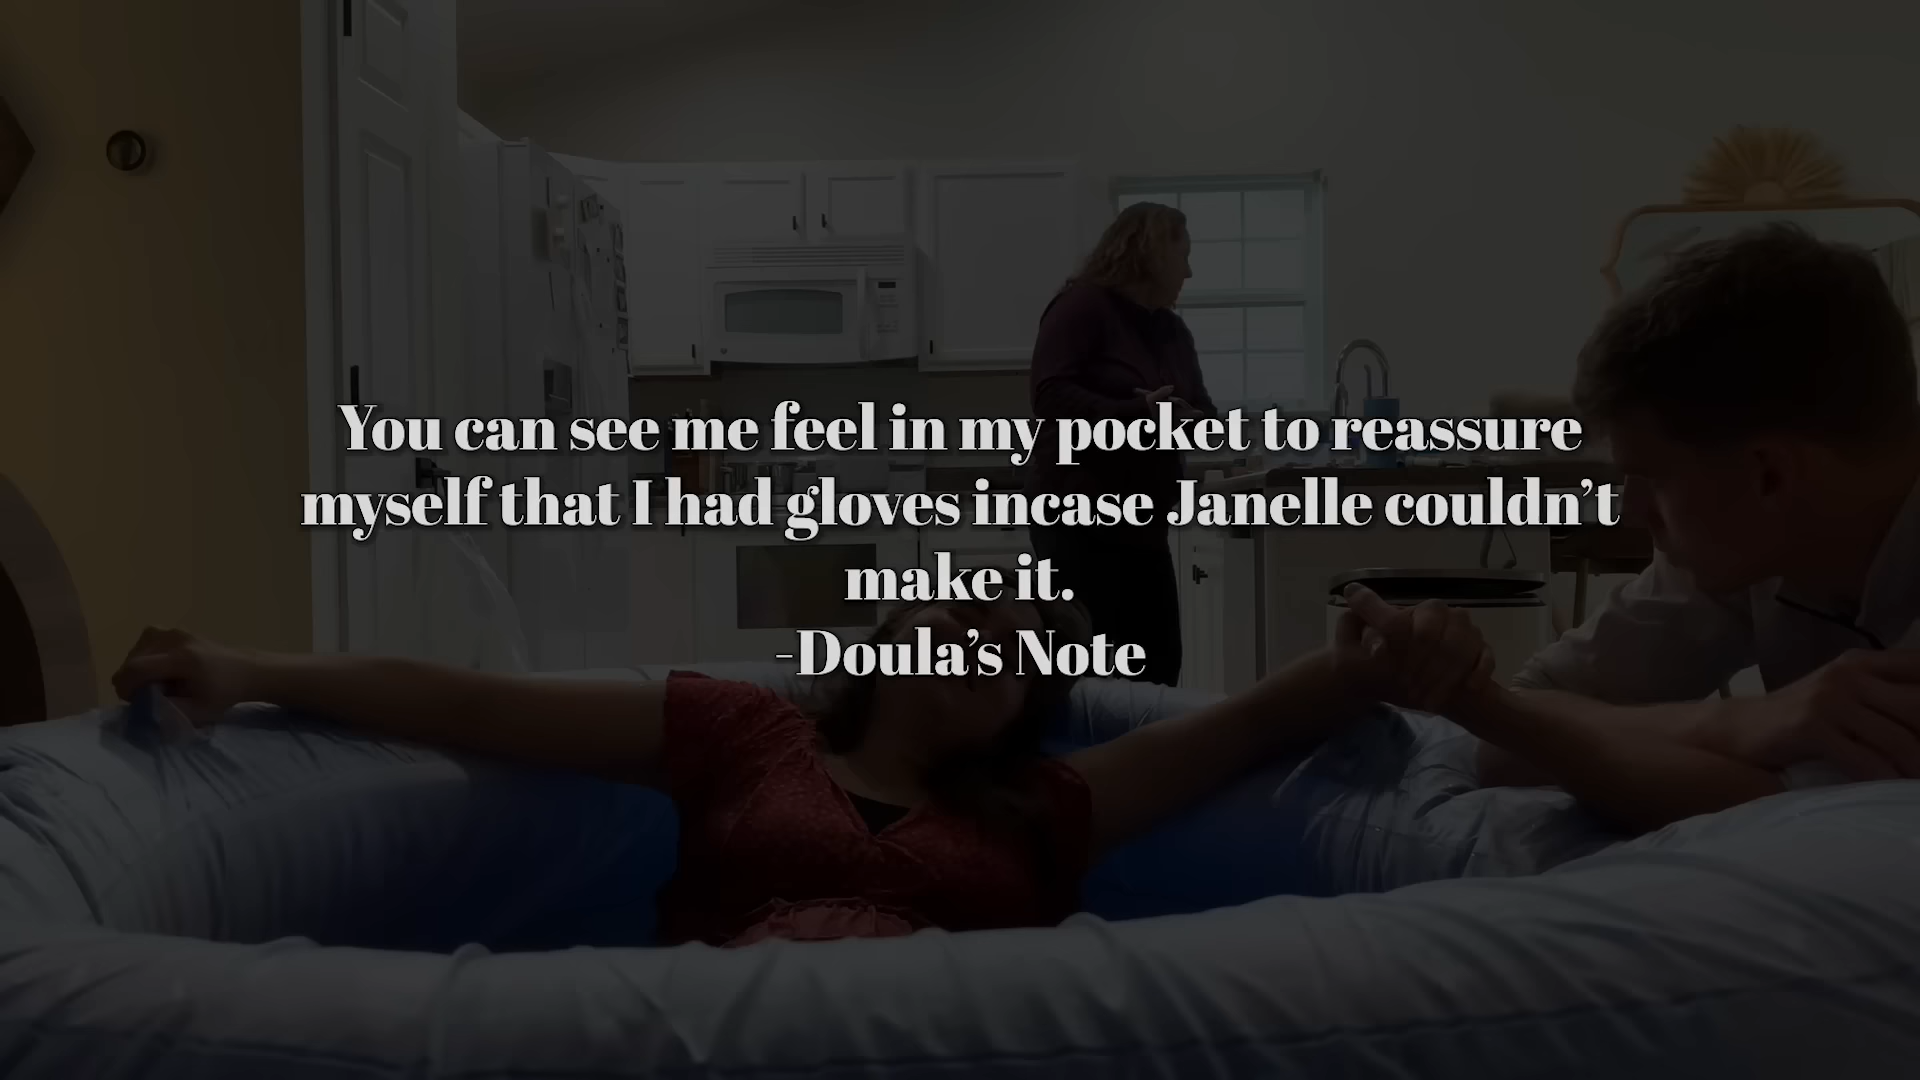 You can see me feel in my pocket to reassure
myself that I had gloves incase Janelle couldn’t
make it.
-Doula’s Note